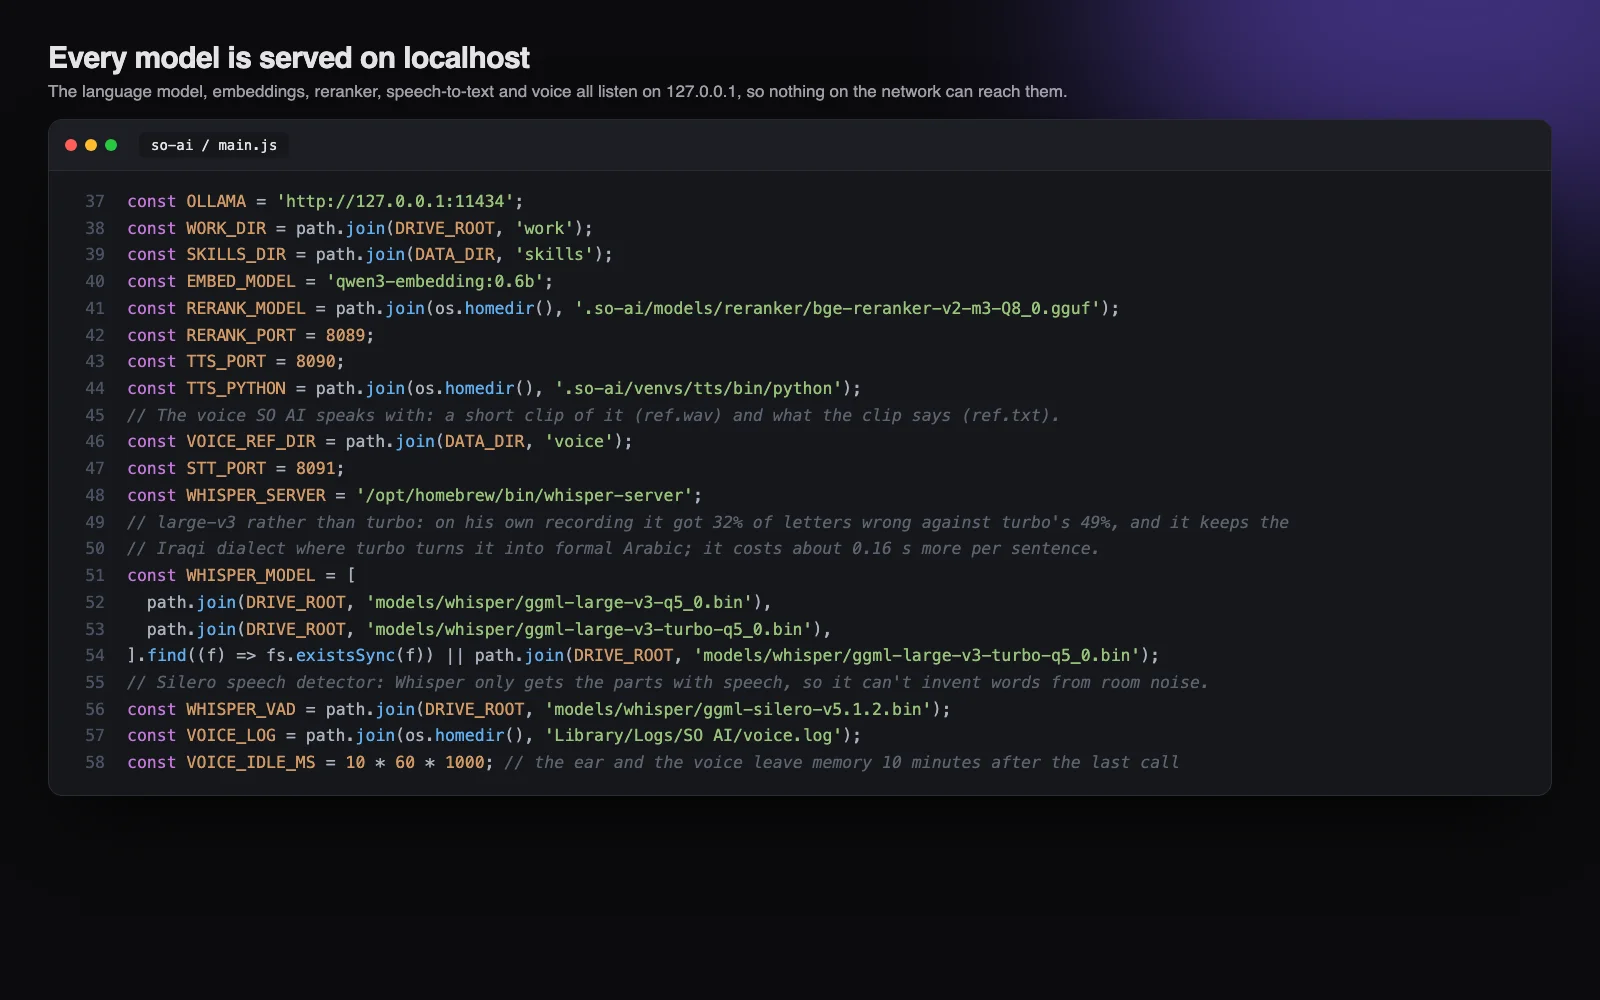 Every model is served on localhost
The language model, embeddings, reranker, speech-to-text and voice all listen on 127.0.0.1, so nothing on the network can reach them.
so-ai / main.js
37 const OLLAMA = 'http://127.0.0.1:11434';
38 const WORK_DIR = path.join(DRIVE_ROOT, 'work');
39 const SKILLS_DIR = path.join(DATA_DIR, 'skills');
40 const EMBED_MODEL = 'qwen3-embedding:0.6b';
41 const RERANK_MODEL = path.join(os.homedir(), '.so-ai/models/reranker/bge-reranker-v2-m3-Q8_0.gguf');
42 const RERANK_PORT = 8089;
43 const TTS_PORT = 8090;
44 const TTS_PYTHON = path.join(os.homedir(), '.so-ai/venvs/tts/bin/python');
45 // The voice SO AI speaks with: a short clip of it (ref.wav) and what the clip says (ref.txt).
46 const VOICE_REF_DIR = path.join(DATA_DIR, 'voice');
47 const STT_PORT = 8091;
48 const WHISPER_SERVER = '/opt/homebrew/bin/whisper-server';
49 // large-v3 rather than turbo: on his own recording it got 32% of letters wrong against turbo's 49%, and it keeps the
50 // Iraqi dialect where turbo turns it into formal Arabic; it costs about 0.16 s more per sentence.
51 const WHISPER_MODEL = [
52   path.join(DRIVE_ROOT, 'models/whisper/ggml-large-v3-q5_0.bin'),
53   path.join(DRIVE_ROOT, 'models/whisper/ggml-large-v3-turbo-q5_0.bin'),
54 ].find((f) => fs.existsSync(f)) || path.join(DRIVE_ROOT, 'models/whisper/ggml-large-v3-turbo-q5_0.bin');
55 // Silero speech detector: Whisper only gets the parts with speech, so it can't invent words from room noise.
56 const WHISPER_VAD = path.join(DRIVE_ROOT, 'models/whisper/ggml-silero-v5.1.2.bin');
57 const VOICE_LOG = path.join(os.homedir(), 'Library/Logs/SO AI/voice.log');
58 const VOICE_IDLE_MS = 10 * 60 * 1000; // the ear and the voice leave memory 10 minutes after the last call